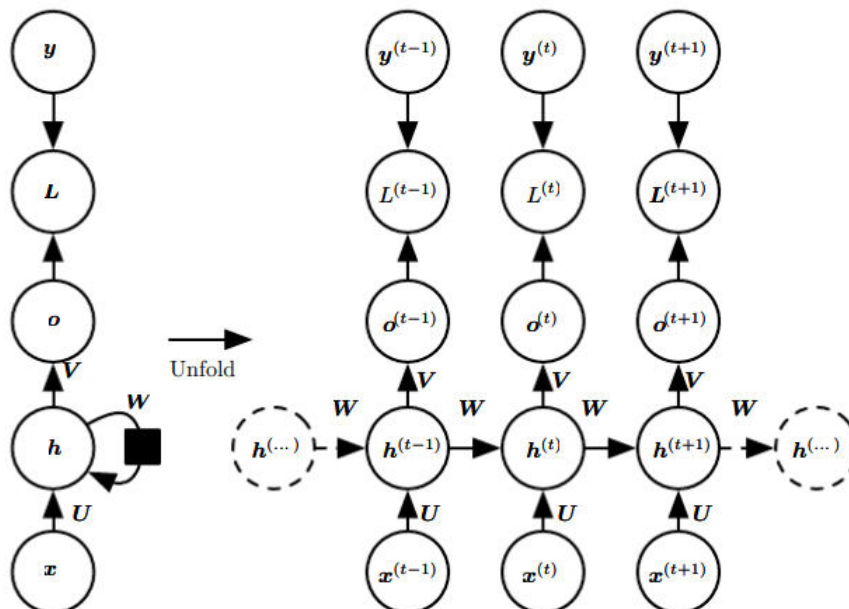 y y^{(t−1)} y^{(t)} y^{(t+1)}
L L^{(t−1)} L^{(t)} L^{(t+1)}
o o^{(t−1)} o^{(t)} o^{(t+1)}
Unfold
V V V V
W W W W W
h h^{(...)} h^{(t−1)} h^{(t)} h^{(t+1)} h^{(...)}
U U U U
x x^{(t−1)} x^{(t)} x^{(t+1)}